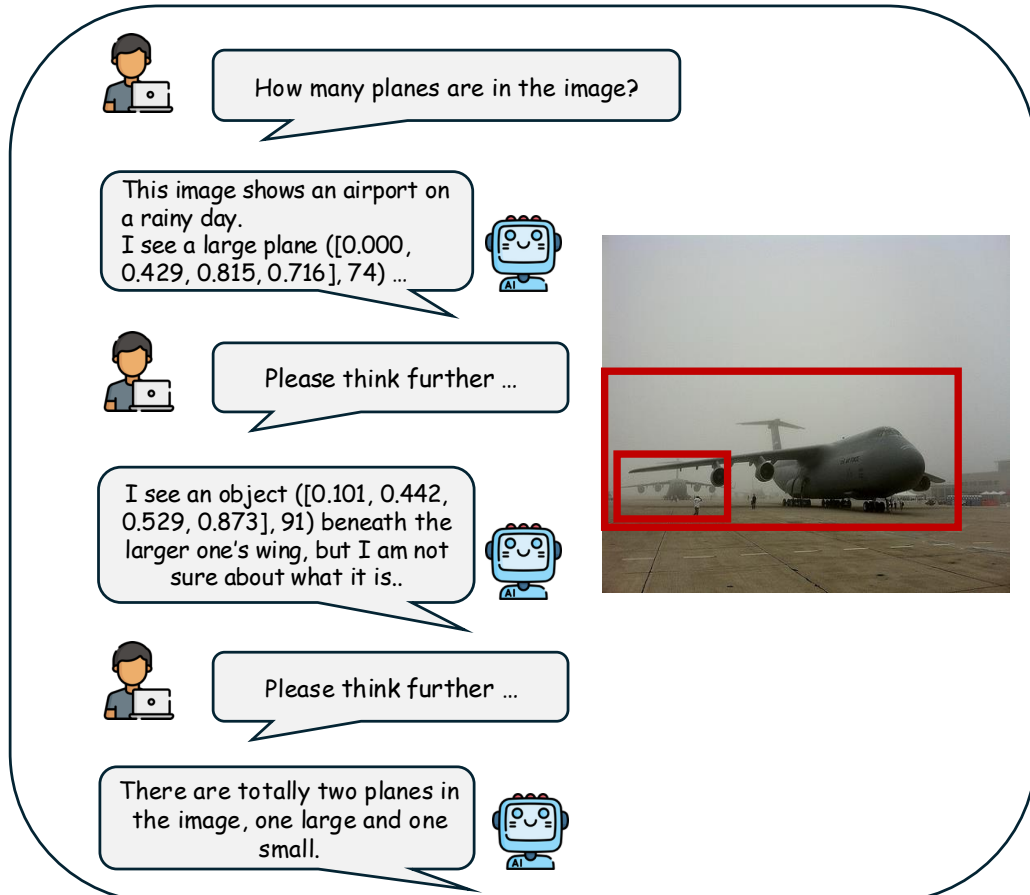 How many planes are in the image?
This image shows an airport on
a rainy day.
I see a large plane ([0.000,
0.429, 0.815, 0.716], 74) …
AI
Please think further …
I see an object ([0.101, 0.442,
0.529, 0.873], 91) beneath the
larger one’s wing, but I am not
sure about what it is..
AI
Please think further …
There are totally two planes in
the image, one large and one
small.
AI